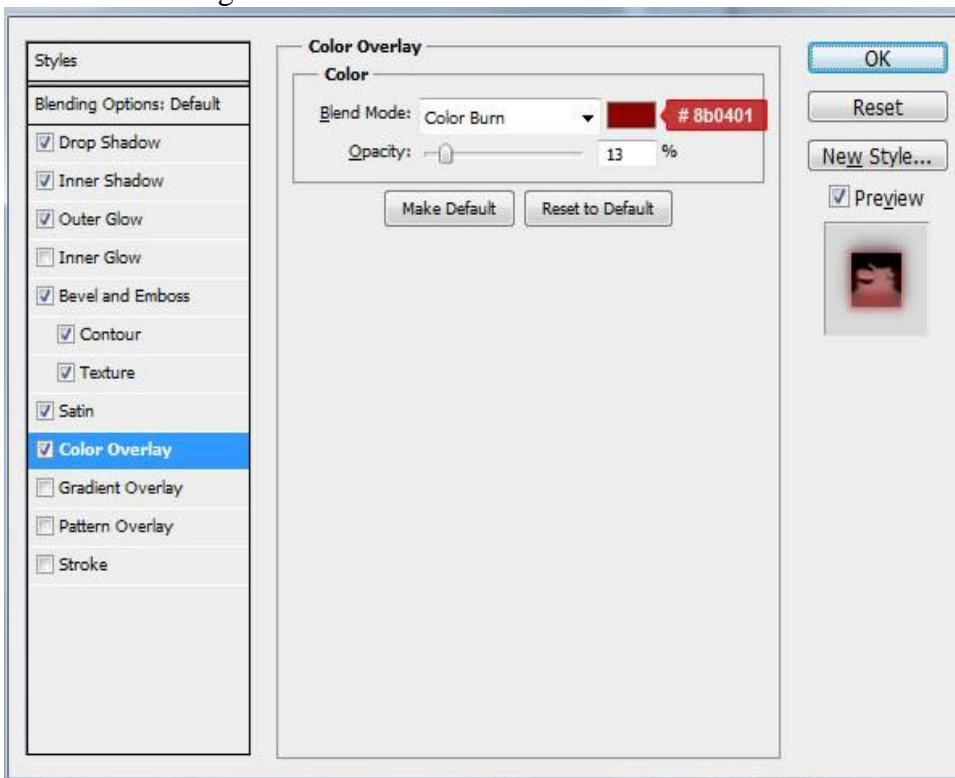 Styles
Blending Options: Default
Drop Shadow
Inner Shadow
Outer Glow
Inner Glow
Bevel and Emboss
Contour
Texture
Satin
Color Overlay
Gradient Overlay
Pattern Overlay
Stroke
Color Overlay
Color
Blend Mode: Color Burn # 8b0401
Opacity: 13 %
Make Default Reset to Default
OK
Reset
New Style...
Preview